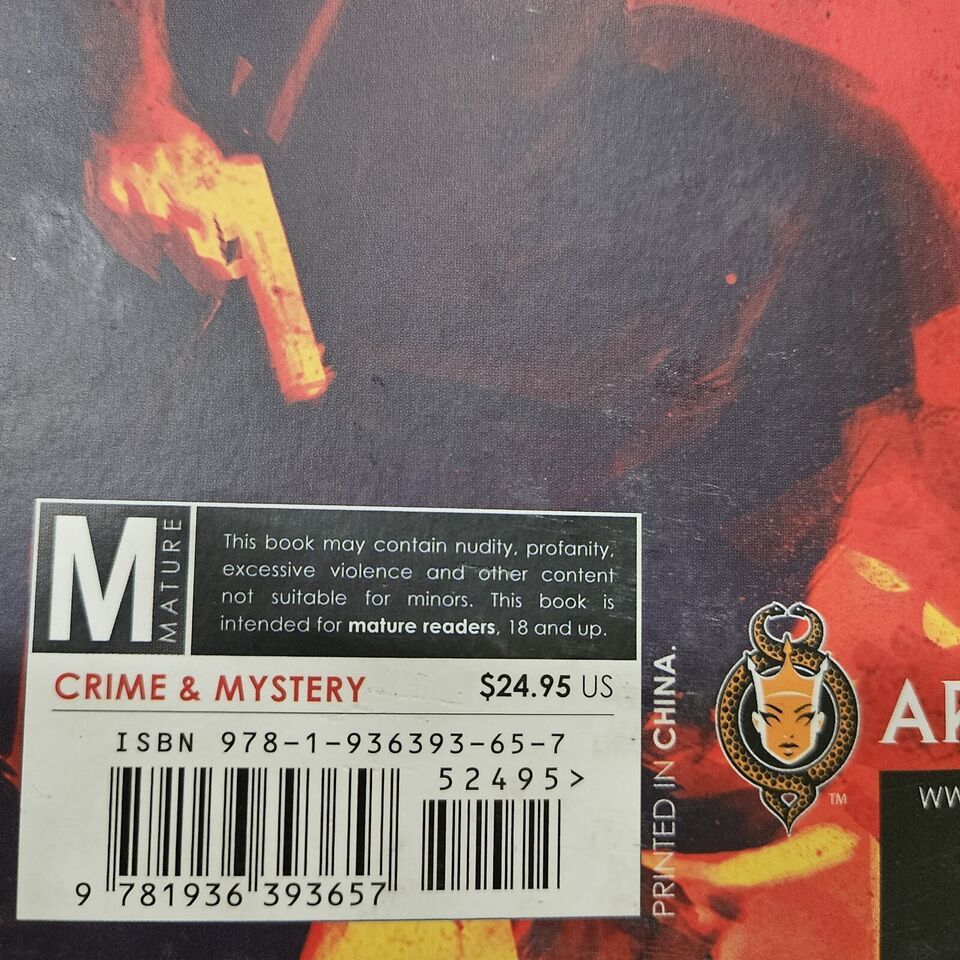 M
MATURE
This book may contain nudity, profanity,
excessive violence and other content
not suitable for minors. This book is
intended for mature readers, 18 and up.
CRIME & MYSTERY
$24.95 US
ISBN 978-1-936393-65-7
52495>
9 781936 393657
PRINTED IN CHINA.
TM
AR
WW